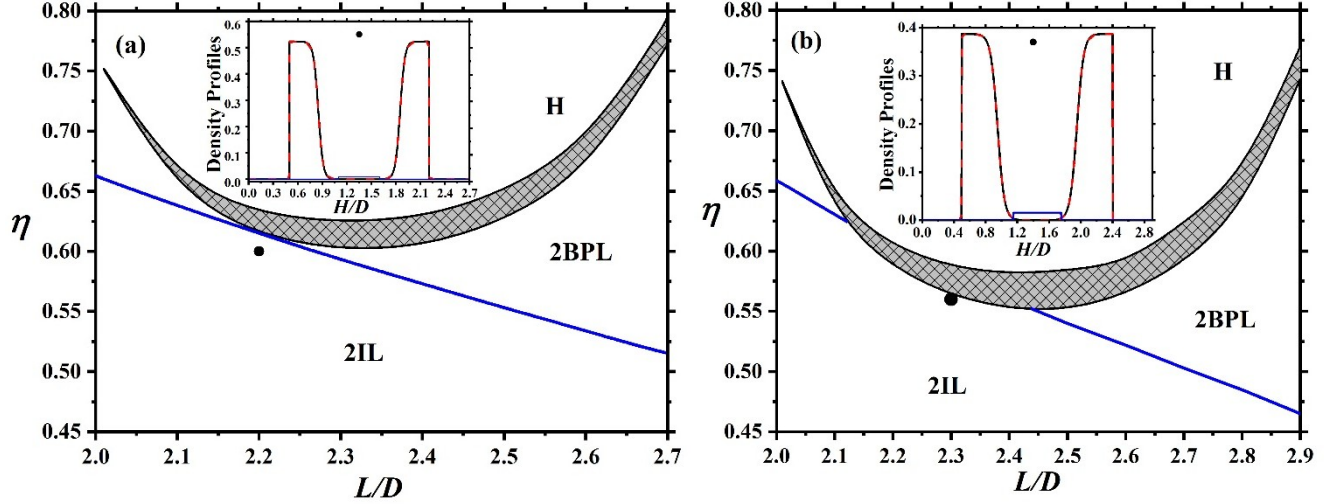 (a)
0.80
0.75
0.70
0.65
0.60
0.55
0.50
0.45
η
2.0 2.1 2.2 2.3 2.4 2.5 2.6 2.7
L/D
H
2BPL
2IL
Density Profiles
0.6
0.5
0.4
0.3
0.2
0.1
0.0
0.0 0.3 0.6 0.9 1.2 1.5 1.8 2.1 2.4 2.7
H/D
(b)
0.80
0.75
0.70
0.65
0.60
0.55
0.50
0.45
η
2.0 2.1 2.2 2.3 2.4 2.5 2.6 2.7 2.8 2.9
L/D
H
2BPL
2IL
Density Profiles
0.4
0.3
0.2
0.1
0.0
0.0 0.4 0.8 1.2 1.6 2.0 2.4 2.8
H/D